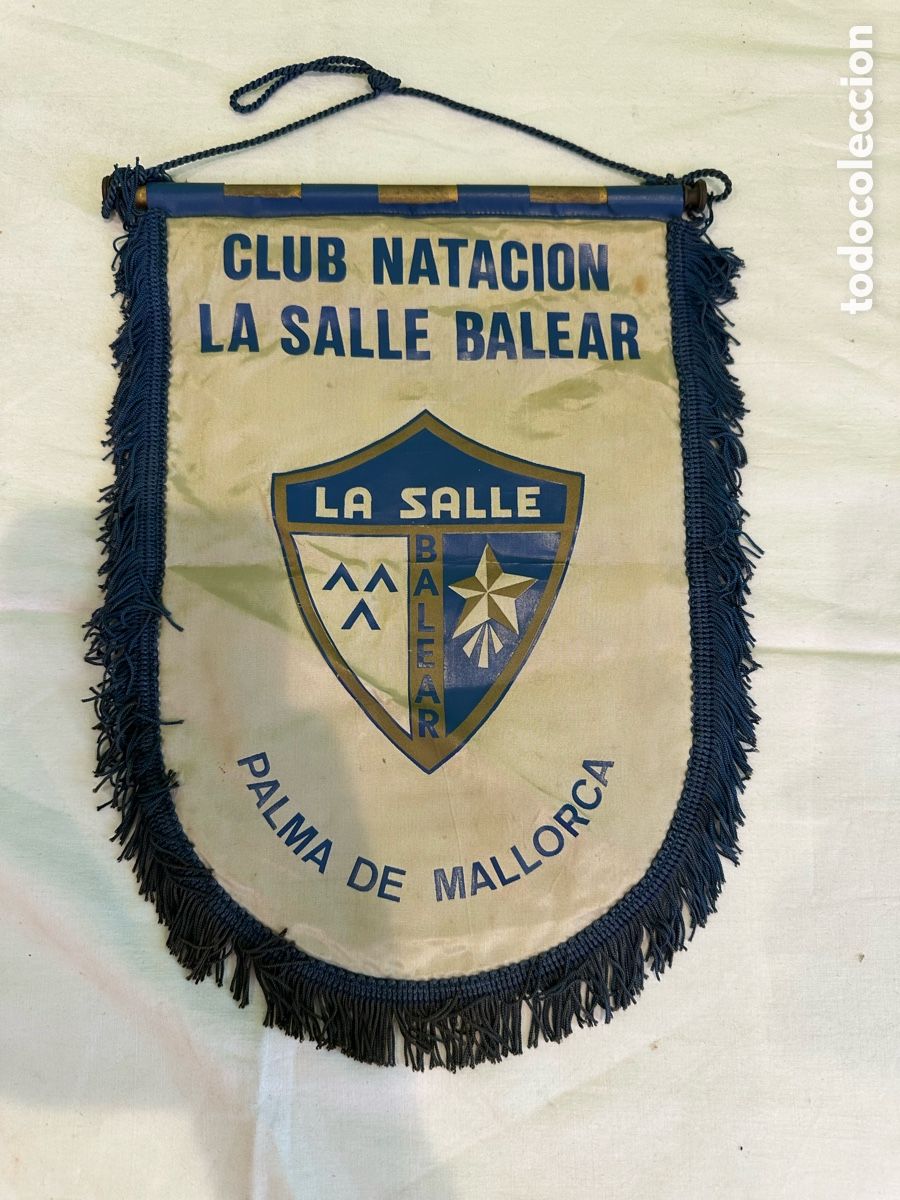 CLUB NATACION
LA SALLE BALEAR
LA SALLE
BALEAR
PALMA DE MALLORCA
todocoleccion